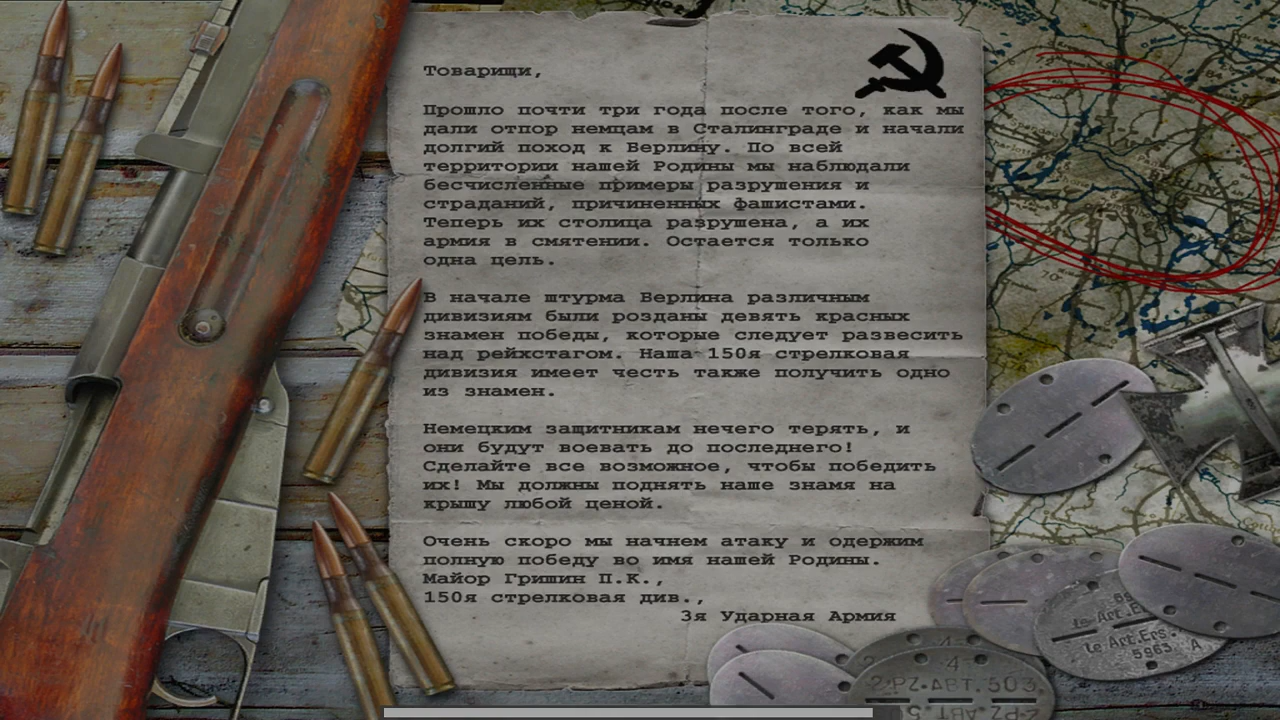 Товарищи,
Прошло почти три года после того, как мы
дали отпор немцам в Сталинграде и начали
долгий поход к Верлину. По всей
территории нашей Родины мы наблюдали
бесчисленные примеры разрушения и
страданий, причиненных фашистами.
Теперь их столица разрушена, а их
армия в смятении. Остается только
одна цель.
В начале штурма Верлина различным
дивизиям были розданы девять красных
знамен победы, которые следует развесить
над рейхстагом. Наша 150я стрелковая
дивизия имеет честь также получить одно
из знамен.
Немецким защитникам нечего терять, и
они будут воевать до последнего!
Сделайте все возможное, чтобы победить
их! Мы должны поднять наше знамя на
крышу любой ценой.
Очень скоро мы начнем атаку и одержим
полную победу во имя нашей Родины.
Майор Гришин П.К.,
150я стрелковая див.,
3я Ударная Армия
Le Art.Ers.
5963 A
4
2·PZ·ABT.503